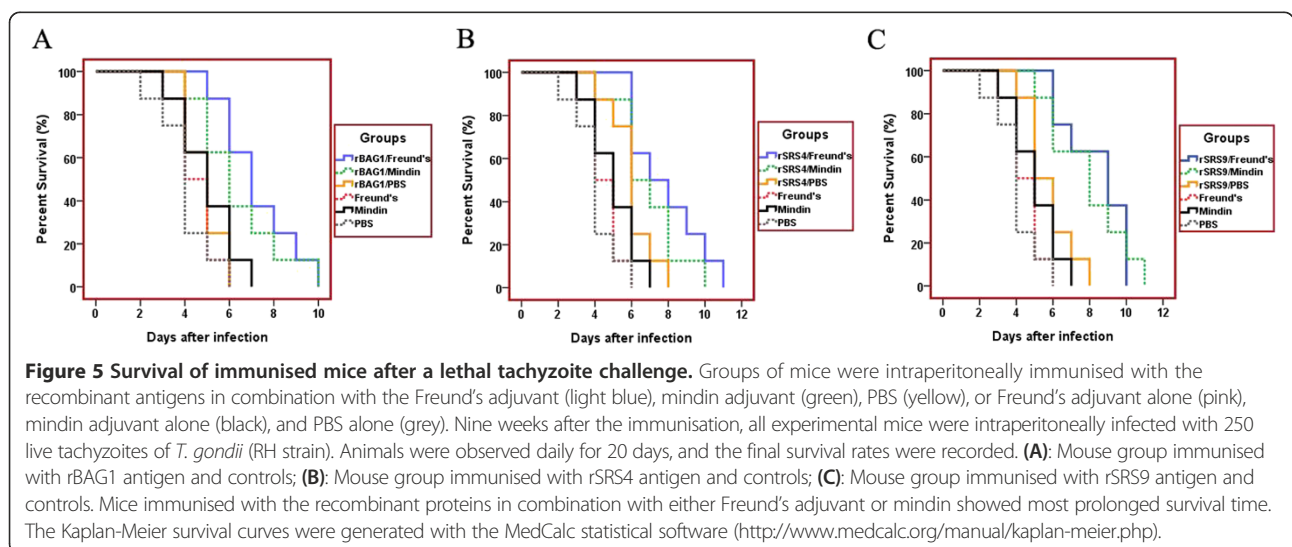 A
B
C
Percent Survival (%)
100
80
60
40
20
0
0 2 4 6 8 10
Days after infection
Groups
rBAG1/Freund's
rBAG1/Mindin
rBAG1/PBS
Freund's
Mindin
PBS
Percent Survival (%)
100
80
60
40
20
0
0 2 4 6 8 10 12
Days after infection
Groups
rSRS4/Freund's
rSRS4/Mindin
rSRS4/PBS
Freund's
Mindin
PBS
Percent Survival (%)
100
80
60
40
20
0
0 2 4 6 8 10 12
Days after infection
Groups
rSRS9/Freund's
rSRS9/Mindin
rSRS9/PBS
Freund's
Mindin
PBS
Figure 5 Survival of immunised mice after a lethal tachyzoite challenge. Groups of mice were intraperitoneally immunised with the
recombinant antigens in combination with the Freund's adjuvant (light blue), mindin adjuvant (green), PBS (yellow), or Freund's adjuvant alone (pink),
mindin adjuvant alone (black), and PBS alone (grey). Nine weeks after the immunisation, all experimental mice were intraperitoneally infected with 250
live tachyzoites of T. gondii (RH strain). Animals were observed daily for 20 days, and the final survival rates were recorded. (A): Mouse group immunised
with rBAG1 antigen and controls; (B): Mouse group immunised with rSRS4 antigen and controls; (C): Mouse group immunised with rSRS9 antigen and
controls. Mice immunised with the recombinant proteins in combination with either Freund's adjuvant or mindin showed most prolonged survival time.
The Kaplan-Meier survival curves were generated with the MedCalc statistical software (http://www.medcalc.org/manual/kaplan-meier.php).